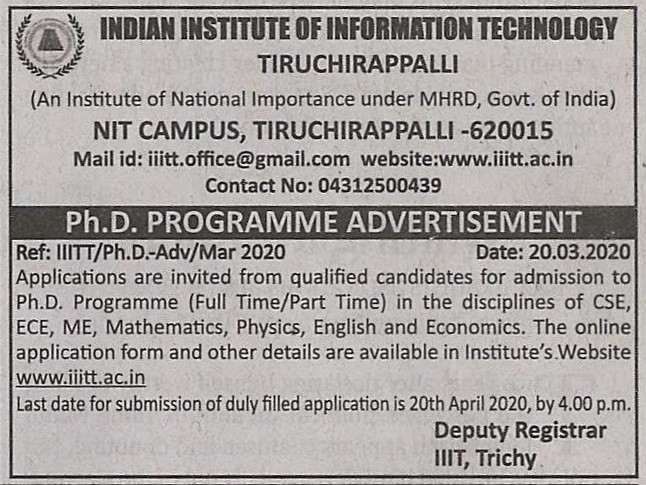 INDIAN INSTITUTE OF INFORMATION TECHNOLOGY
TIRUCHIRAPPALLI
(An Institute of National Importance under MHRD, Govt. of India)
NIT CAMPUS, TIRUCHIRAPPALLI -620015
Mail id: iiitt.office@gmail.com website:www.iiitt.ac.in
Contact No: 04312500439
Ph.D. PROGRAMME ADVERTISEMENT
Ref: IIITT/Ph.D.-Adv/Mar 2020 Date: 20.03.2020
Applications are invited from qualified candidates for admission to
Ph.D. Programme (Full Time/Part Time) in the disciplines of CSE,
ECE, ME, Mathematics, Physics, English and Economics. The online
application form and other details are available in Institute's Website
www.iiitt.ac.in
Last date for submission of duly filled application is 20th April 2020, by 4.00 p.m.
Deputy Registrar
IIIT, Trichy